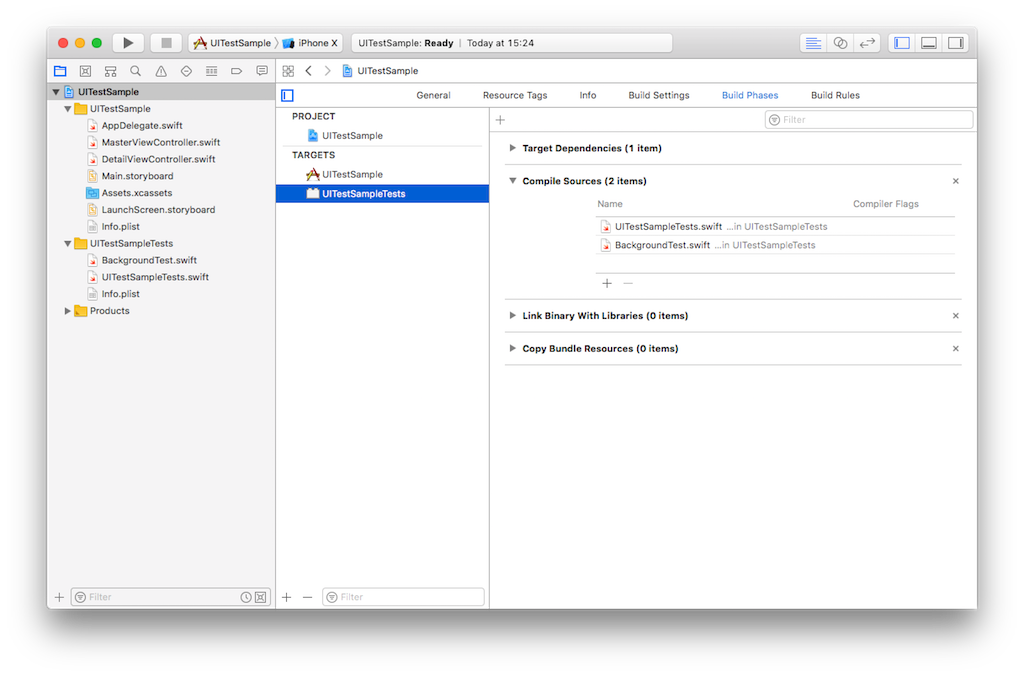 UITestSample iPhone X UITestSample: Ready | Today at 15:24
UITestSample
UITestSample
General Resource Tags Info Build Settings Build Phases Build Rules
UITestSample
AppDelegate.swift
MasterViewController.swift
DetailViewController.swift
Main.storyboard
Assets.xcassets
LaunchScreen.storyboard
Info.plist
UITestSampleTests
BackgroundTest.swift
UITestSampleTests.swift
Info.plist
Products
Filter
PROJECT
UITestSample
TARGETS
UITestSample
UITestSampleTests
Filter
Filter
Target Dependencies (1 item)
Compile Sources (2 items)
Name Compiler Flags
UITestSampleTests.swift ...in UITestSampleTests
BackgroundTest.swift ...in UITestSampleTests
Link Binary With Libraries (0 items)
Copy Bundle Resources (0 items)